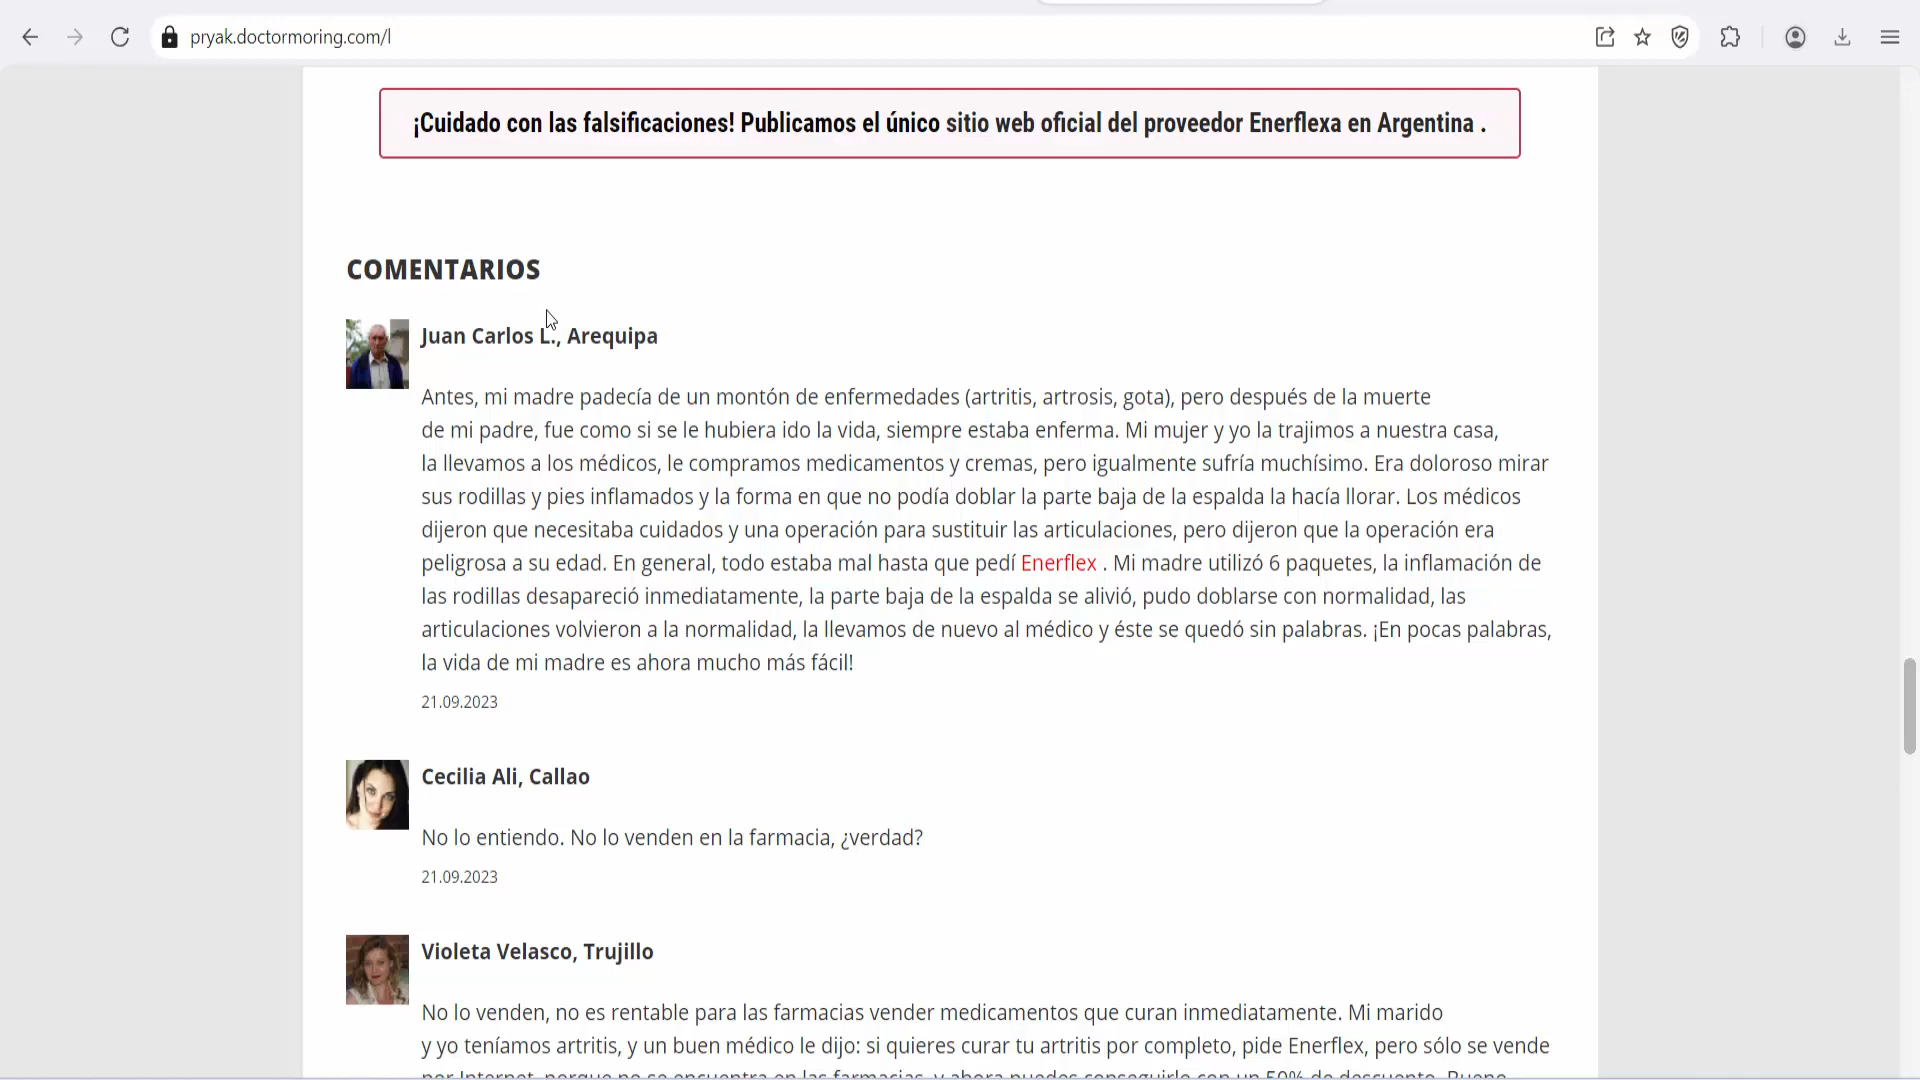 pryak.doctormoring.com/l
¡Cuidado con las falsificaciones! Publicamos el único sitio web oficial del proveedor Enerflexa en Argentina .
COMENTARIOS
Juan Carlos L., Arequipa
Antes, mi madre padecía de un montón de enfermedades (artritis, artrosis, gota), pero después de la muerte
de mi padre, fue como si se le hubiera ido la vida, siempre estaba enferma. Mi mujer y yo la trajimos a nuestra casa,
la llevamos a los médicos, le compramos medicamentos y cremas, pero igualmente sufría muchísimo. Era doloroso mirar
sus rodillas y pies inflamados y la forma en que no podía doblar la parte baja de la espalda la hacía llorar. Los médicos
dijeron que necesitaba cuidados y una operación para sustituir las articulaciones, pero dijeron que la operación era
peligrosa a su edad. En general, todo estaba mal hasta que pedí Enerflex . Mi madre utilizó 6 paquetes, la inflamación de
las rodillas desapareció inmediatamente, la parte baja de la espalda se alivió, pudo doblarse con normalidad, las
articulaciones volvieron a la normalidad, la llevamos de nuevo al médico y éste se quedó sin palabras. ¡En pocas palabras,
la vida de mi madre es ahora mucho más fácil!
21.09.2023
Cecilia Ali, Callao
No lo entiendo. No lo venden en la farmacia, ¿verdad?
21.09.2023
Violeta Velasco, Trujillo
No lo venden, no es rentable para las farmacias vender medicamentos que curan inmediatamente. Mi marido
y yo teníamos artritis, y un buen médico le dijo: si quieres curar tu artritis por completo, pide Enerflex, pero sólo se vende
por Internet, porque no se encuentra en las farmacias, y ahora puedes conseguirlo con un 50% de descuento. Bueno,